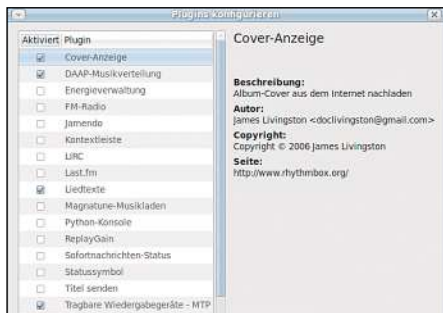 Plugins konfigurieren
Aktiviert Plugin
Cover-Anzeige
DAAP-Musikverteilung
Energieverwaltung
FM-Radio
Jamendo
Kontextleiste
LIRC
Last.fm
Liedtexte
Magnatune-Musikladen
Python-Konsole
ReplayGain
Sofortnachrichten-Status
Statussymbol
Titel senden
Tragbare Wiedergabegeräte - MTP
Cover-Anzeige
Beschreibung:
Album-Cover aus dem Internet nachladen
Autor:
James Livingston <doclivingston@gmail.com>
Copyright:
Copyright © 2006 James Livingston
Seite:
http://www.rhythmbox.org/